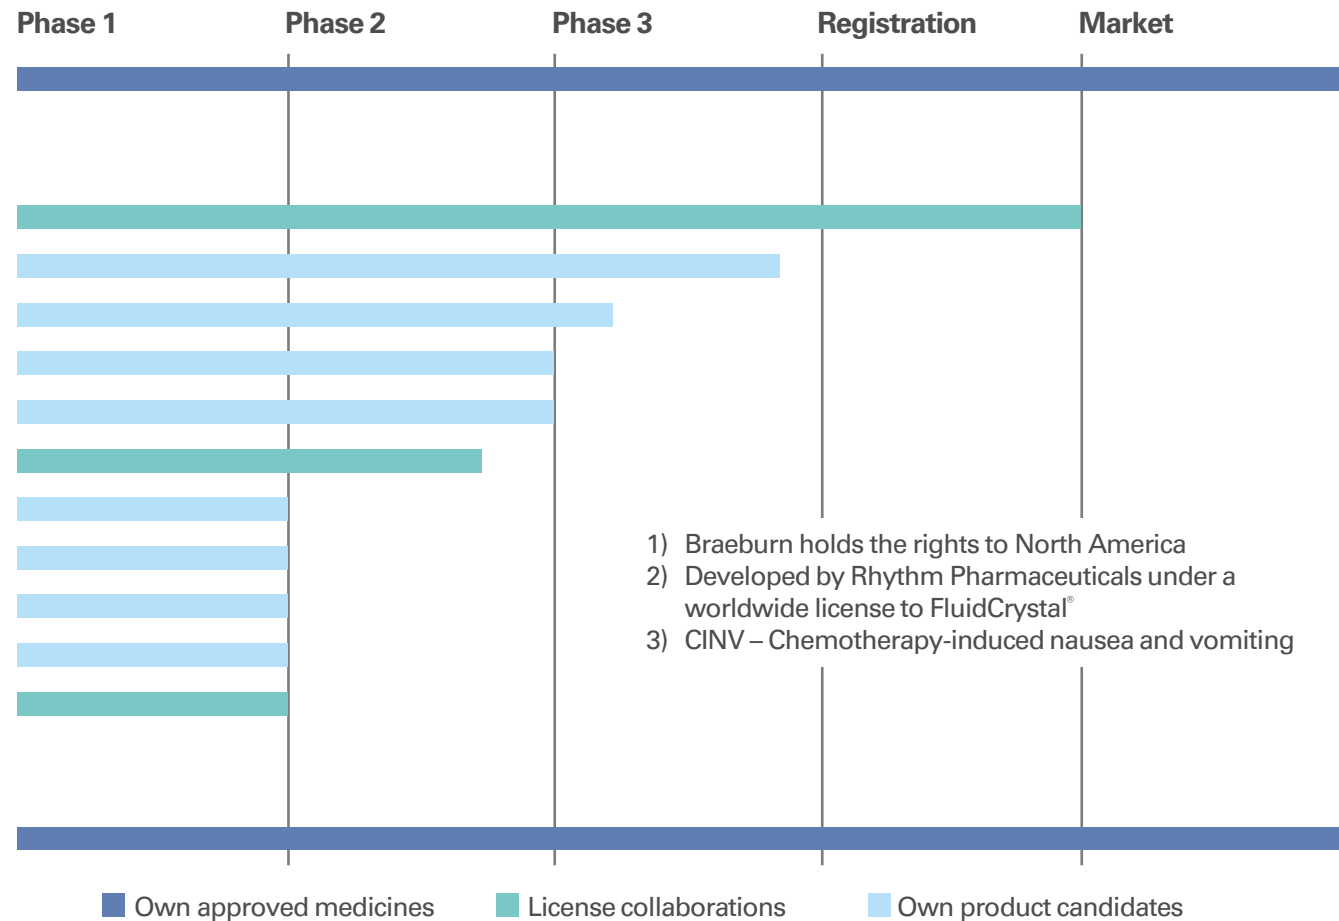 Phase 1 Phase 2 Phase 3 Registration Market
1) Braeburn holds the rights to North America
2) Developed by Rhythm Pharmaceuticals under a
worldwide license to FluidCrystal®
3) CINV – Chemotherapy-induced nausea and vomiting
Own approved medicines License collaborations Own product candidates